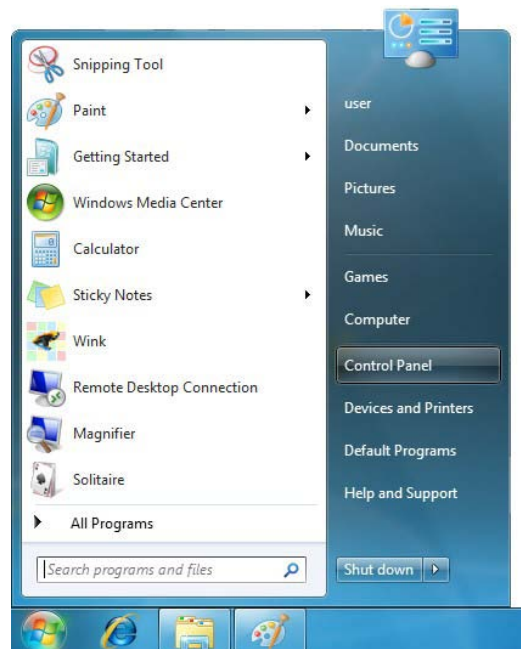 Snipping Tool
Paint
Getting Started
Windows Media Center
Calculator
Sticky Notes
Wink
Remote Desktop Connection
Magnifier
Solitaire
All Programs
Search programs and files
user
Documents
Pictures
Music
Games
Computer
Control Panel
Devices and Printers
Default Programs
Help and Support
Shut down